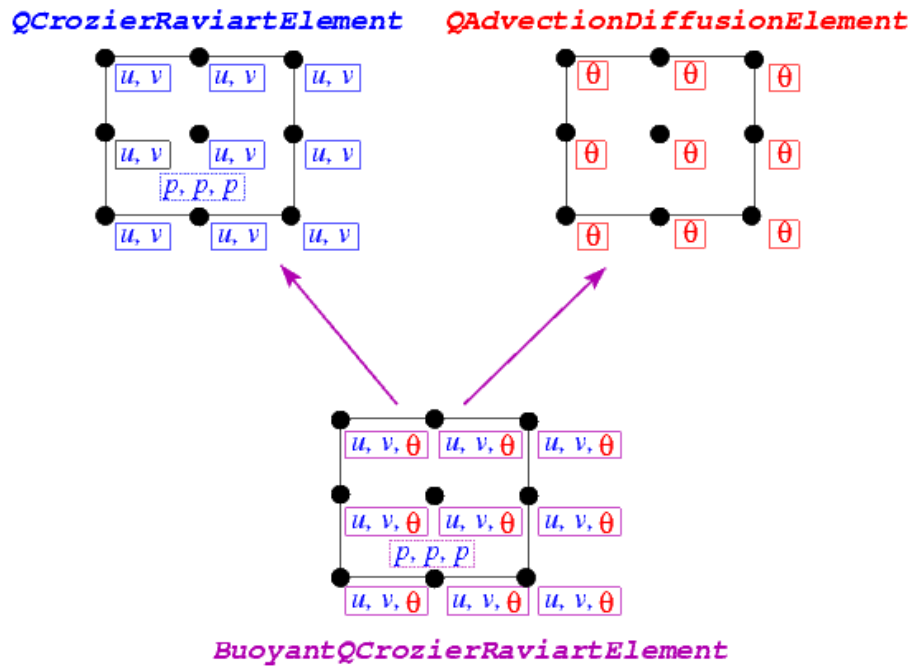 QCrozierRaviartElement QAdvectionDiffusionElement
u, v u, v u, v θ θ θ
u, v u, v u, v θ θ θ
p, p, p
u, v u, v u, v θ θ θ
u, v, θ u, v, θ u, v, θ
u, v, θ u, v, θ u, v, θ
p, p, p
u, v, θ u, v, θ u, v, θ
BuoyantQCrozierRaviartElement